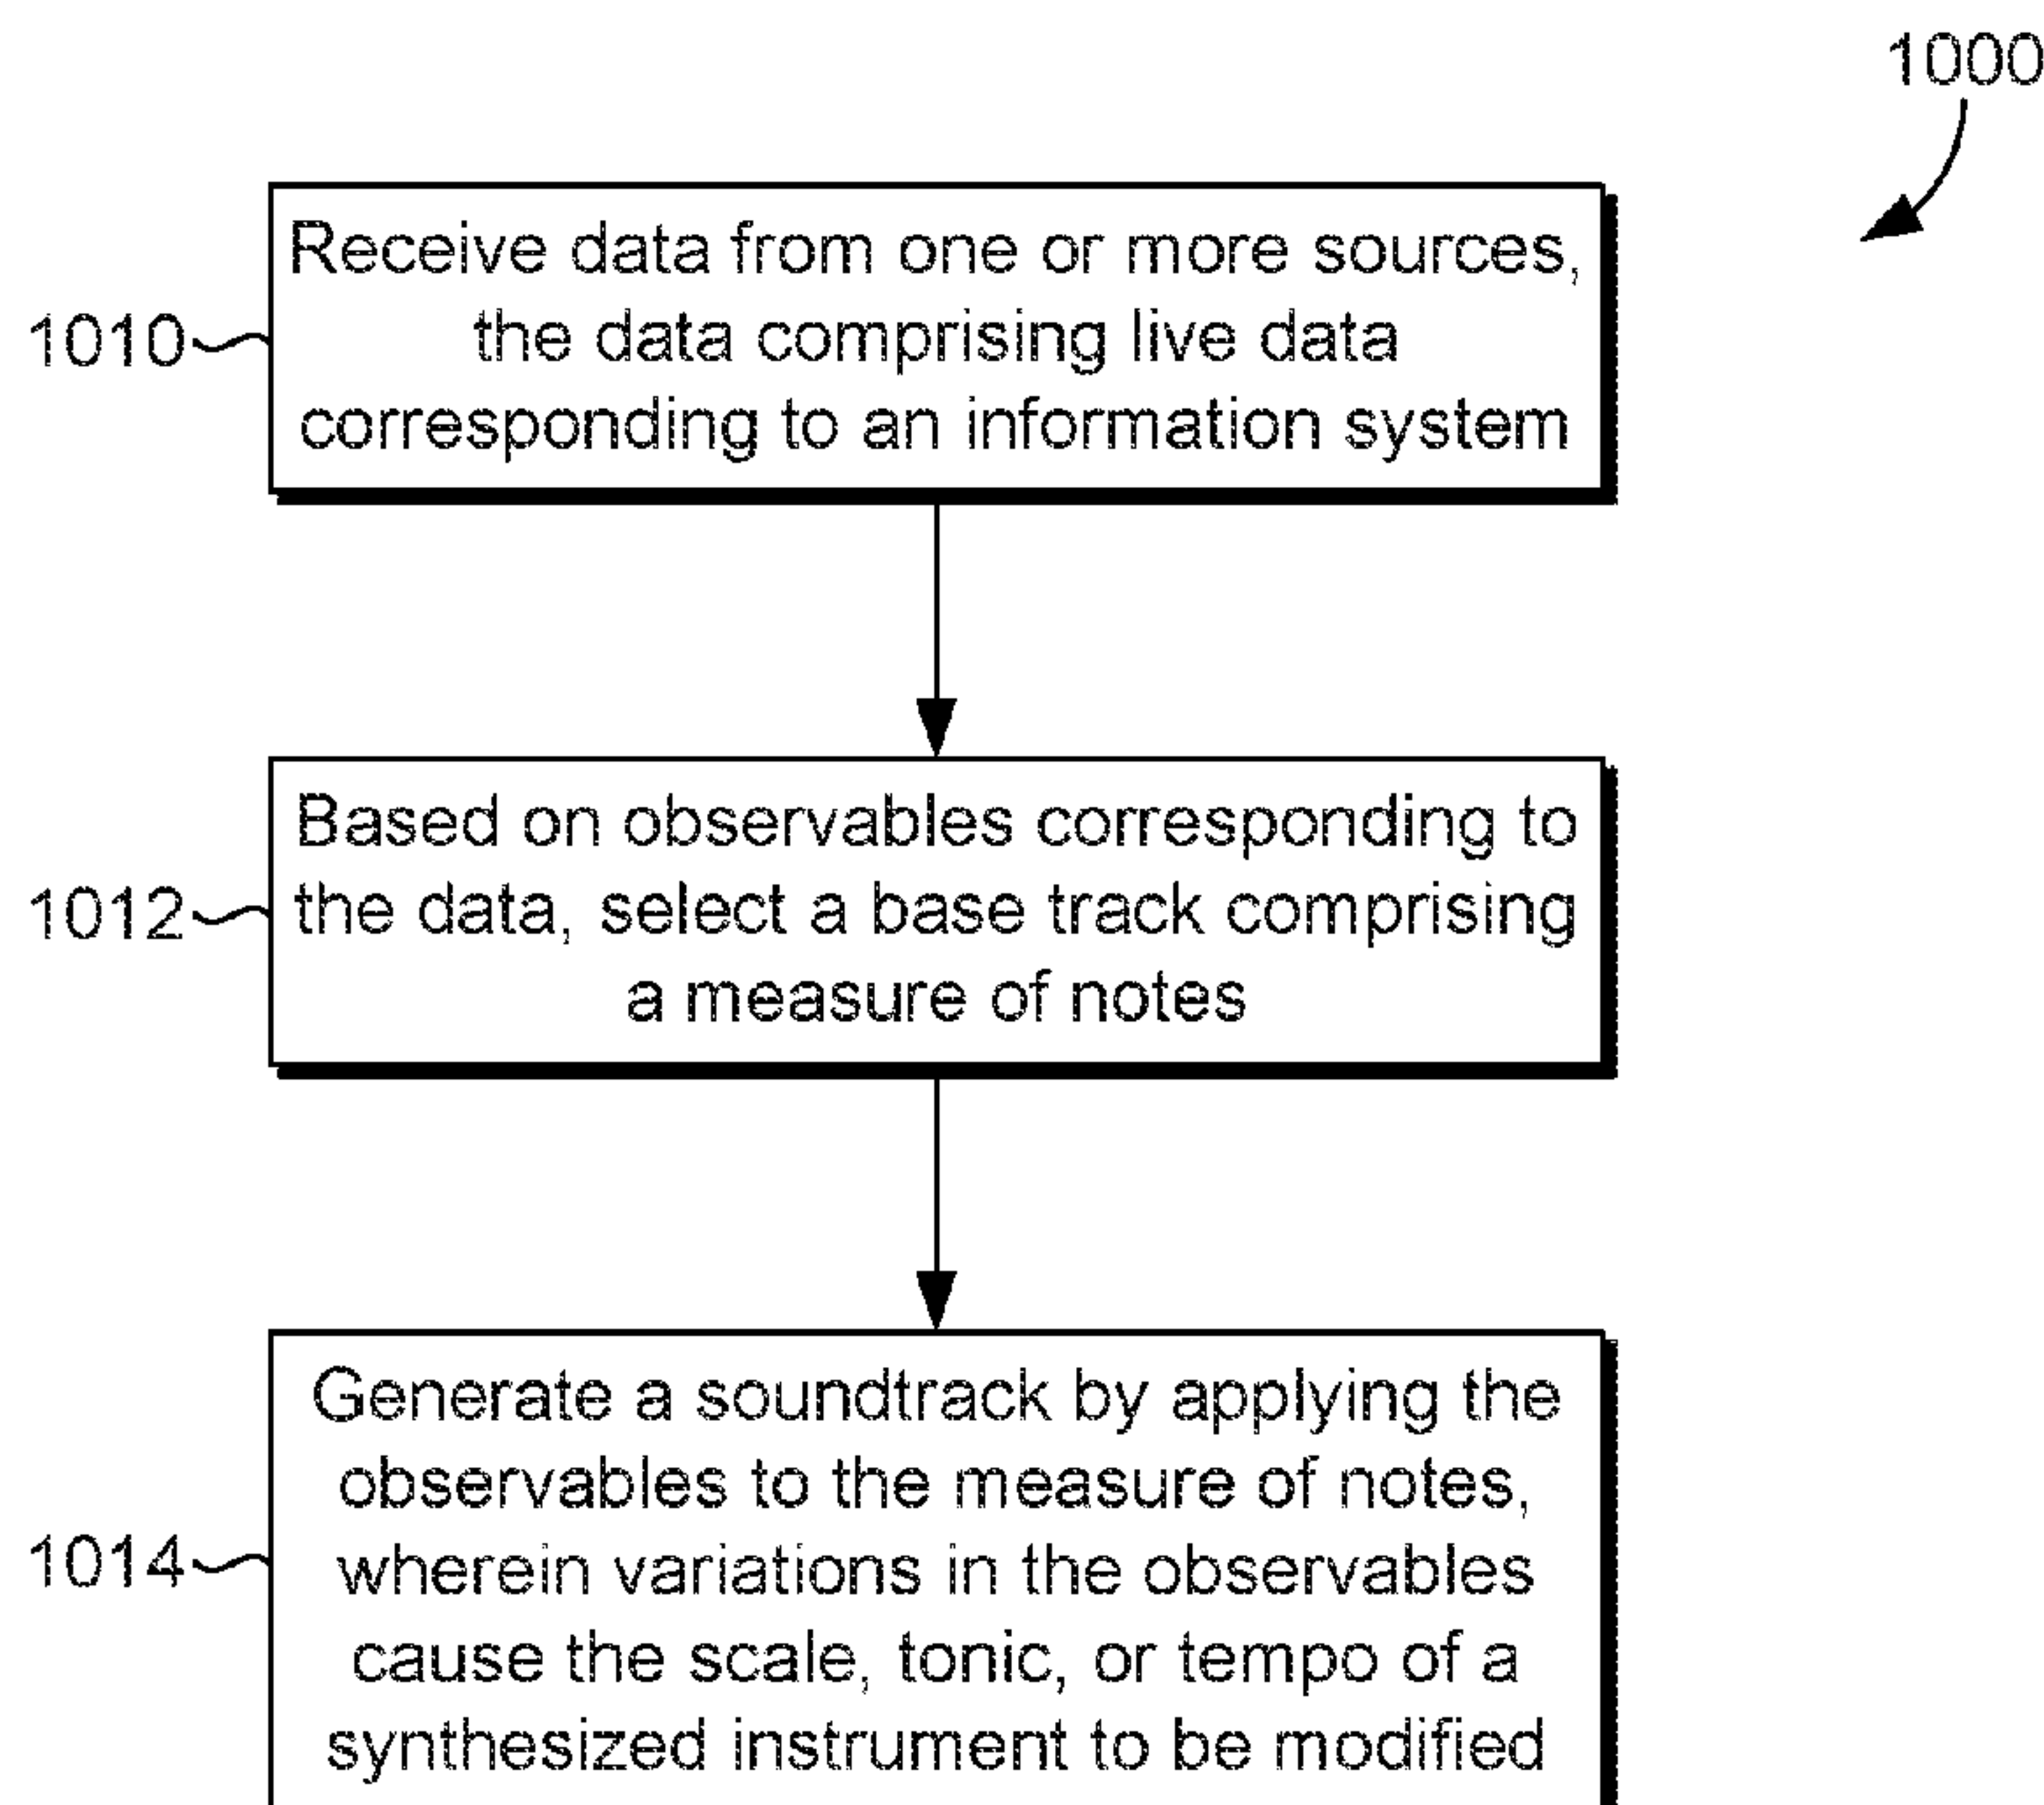 1000
Receive data from one or more sources,
the data comprising live data
corresponding to an information system
1010
Based on observables corresponding to
the data, select a base track comprising
a measure of notes
1012
Generate a soundtrack by applying the
observables to the measure of notes,
wherein variations in the observables
cause the scale, tonic, or tempo of a
synthesized instrument to be modified
1014